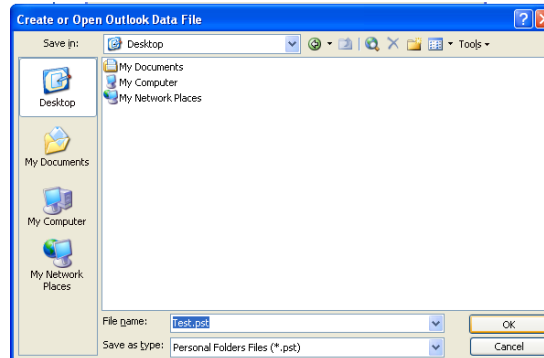 Create or Open Outlook Data File
Save in:
Desktop
Tools
My Documents
My Computer
My Network Places
Desktop
My Documents
My Computer
My Network
Places
File name:
Test.pst
OK
Save as type:
Personal Folders Files (*.pst)
Cancel